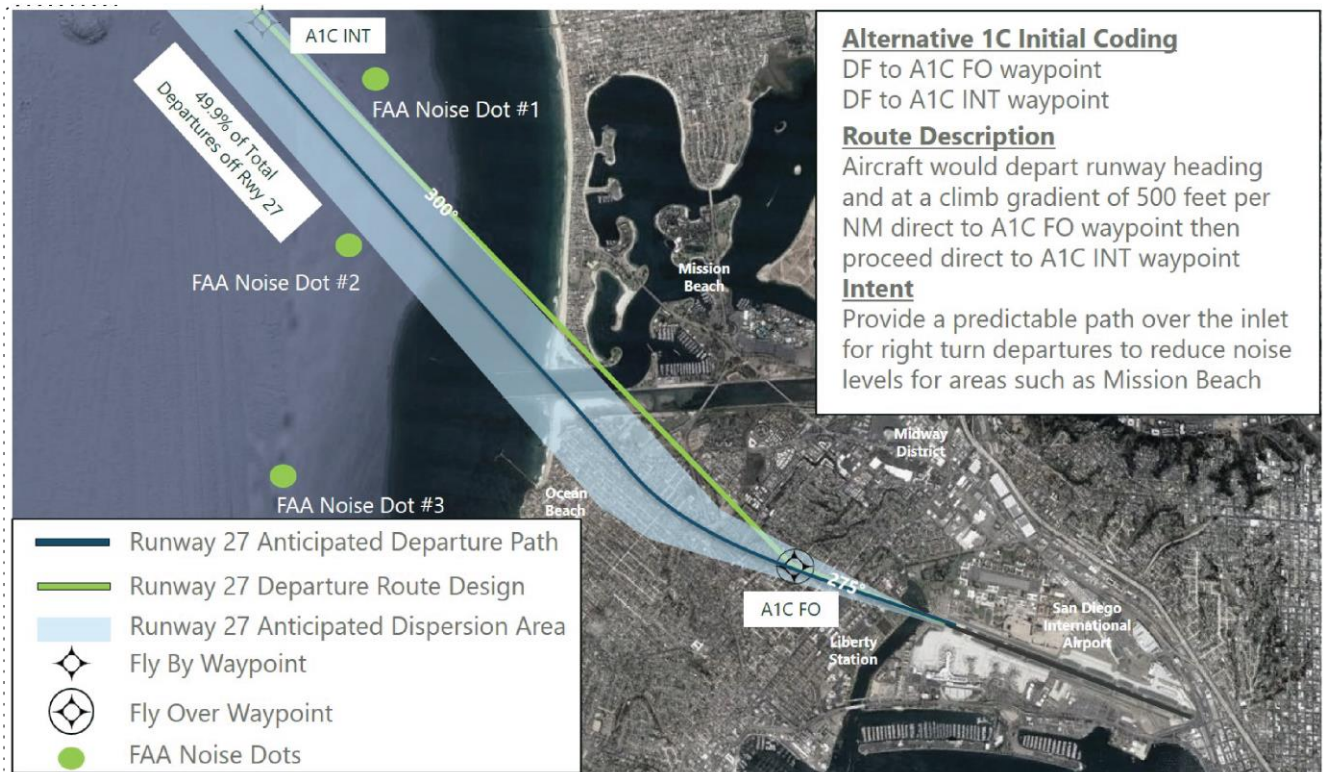 A1C INT
FAA Noise Dot #1
49.9% of Total
Departures off Rwy 27
300°
FAA Noise Dot #2
Mission
Beach
FAA Noise Dot #3
Ocean
Beach
Midway
District
275°
A1C FO
Liberty
Station
San Diego
International
Airport
Alternative 1C Initial Coding
DF to A1C FO waypoint
DF to A1C INT waypoint
Route Description
Aircraft would depart runway heading
and at a climb gradient of 500 feet per
NM direct to A1C FO waypoint then
proceed direct to A1C INT waypoint
Intent
Provide a predictable path over the inlet
for right turn departures to reduce noise
levels for areas such as Mission Beach
Runway 27 Anticipated Departure Path
Runway 27 Departure Route Design
Runway 27 Anticipated Dispersion Area
Fly By Waypoint
Fly Over Waypoint
FAA Noise Dots